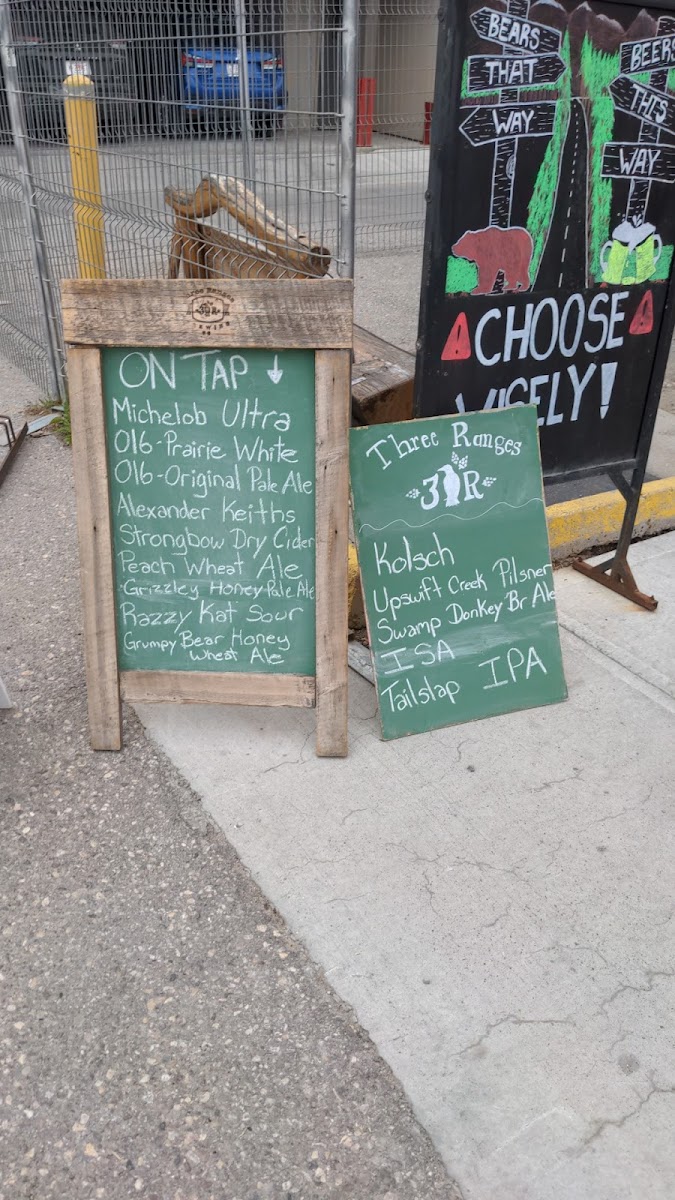 ON TAP ↓
Michelob Ultra
016-Prairie White
016-Original Pale Ale
Alexander Keiths
Strongbow Dry Cider
Peach Wheat Ale
Grizzley Honey Pale Ale
Razzy Kat Sour
Grumpy Bear Honey
Wheat Ale
Three Ranges
3R
Kolsch
Upswift Creek Pilsner
Swamp Donkey Br Ale
ISA
Tailslap IPA
BEARS
THAT
WAY
BEERS
THIS
WAY
CHOOSE
WISELY!